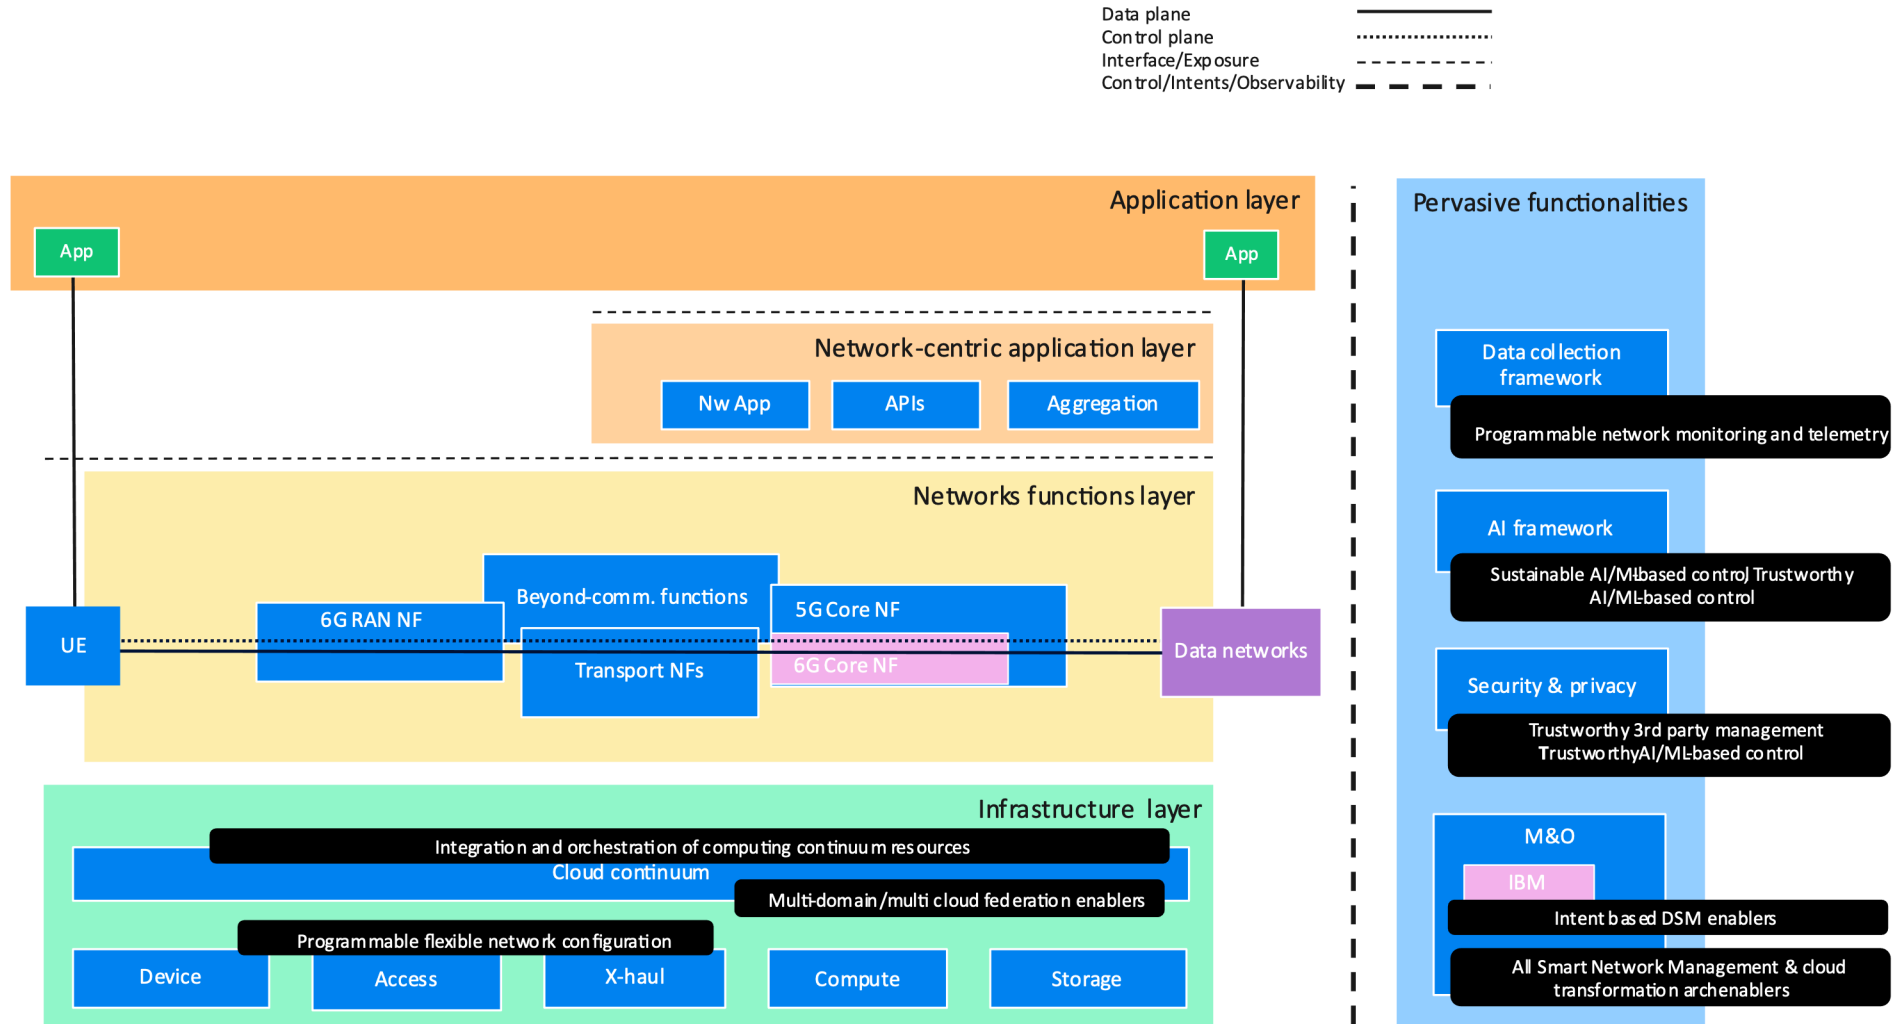 Data plane
Control plane
Interface/Exposure
Control/Intents/Observability
Application layer
App
App
Network-centric application layer
Nw App
APIs
Aggregation
Networks functions layer
Beyond-comm. functions
6G RAN NF
5G Core NF
UE
Transport NFs
6G Core NF
Data networks
Infrastructure layer
Integration and orchestration of computing continuum resources
Cloud continuum
Multi-domain/multi cloud federation enablers
Programmable flexible network configuration
Device
Access
X-haul
Compute
Storage
Pervasive functionalities
Data collection
framework
Programmable network monitoring and telemetry
AI framework
Sustainable AI/ML-based control, Trustworthy
AI/ML-based control
Security & privacy
Trustworthy 3rd party management
TrustworthyAI/ML-based control
M&O
IBM
Intent based DSM enablers
All Smart Network Management & cloud
transformation archenablers